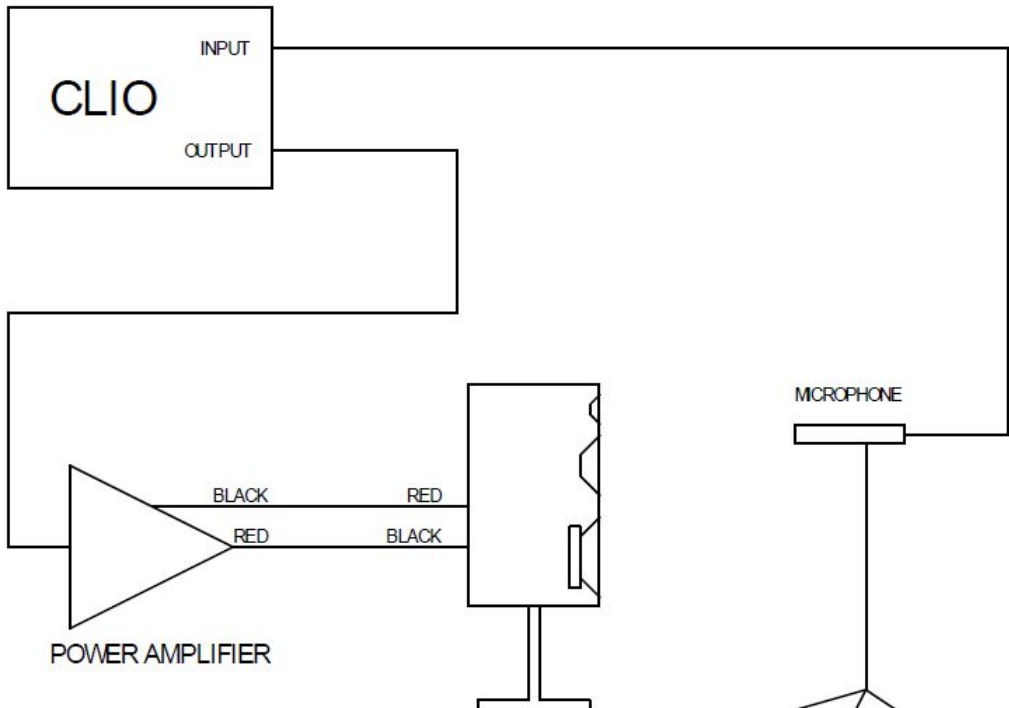 INPUT
CLIO
OUTPUT
MICROPHONE
BLACK RED
RED BLACK
POWER AMPLIFIER